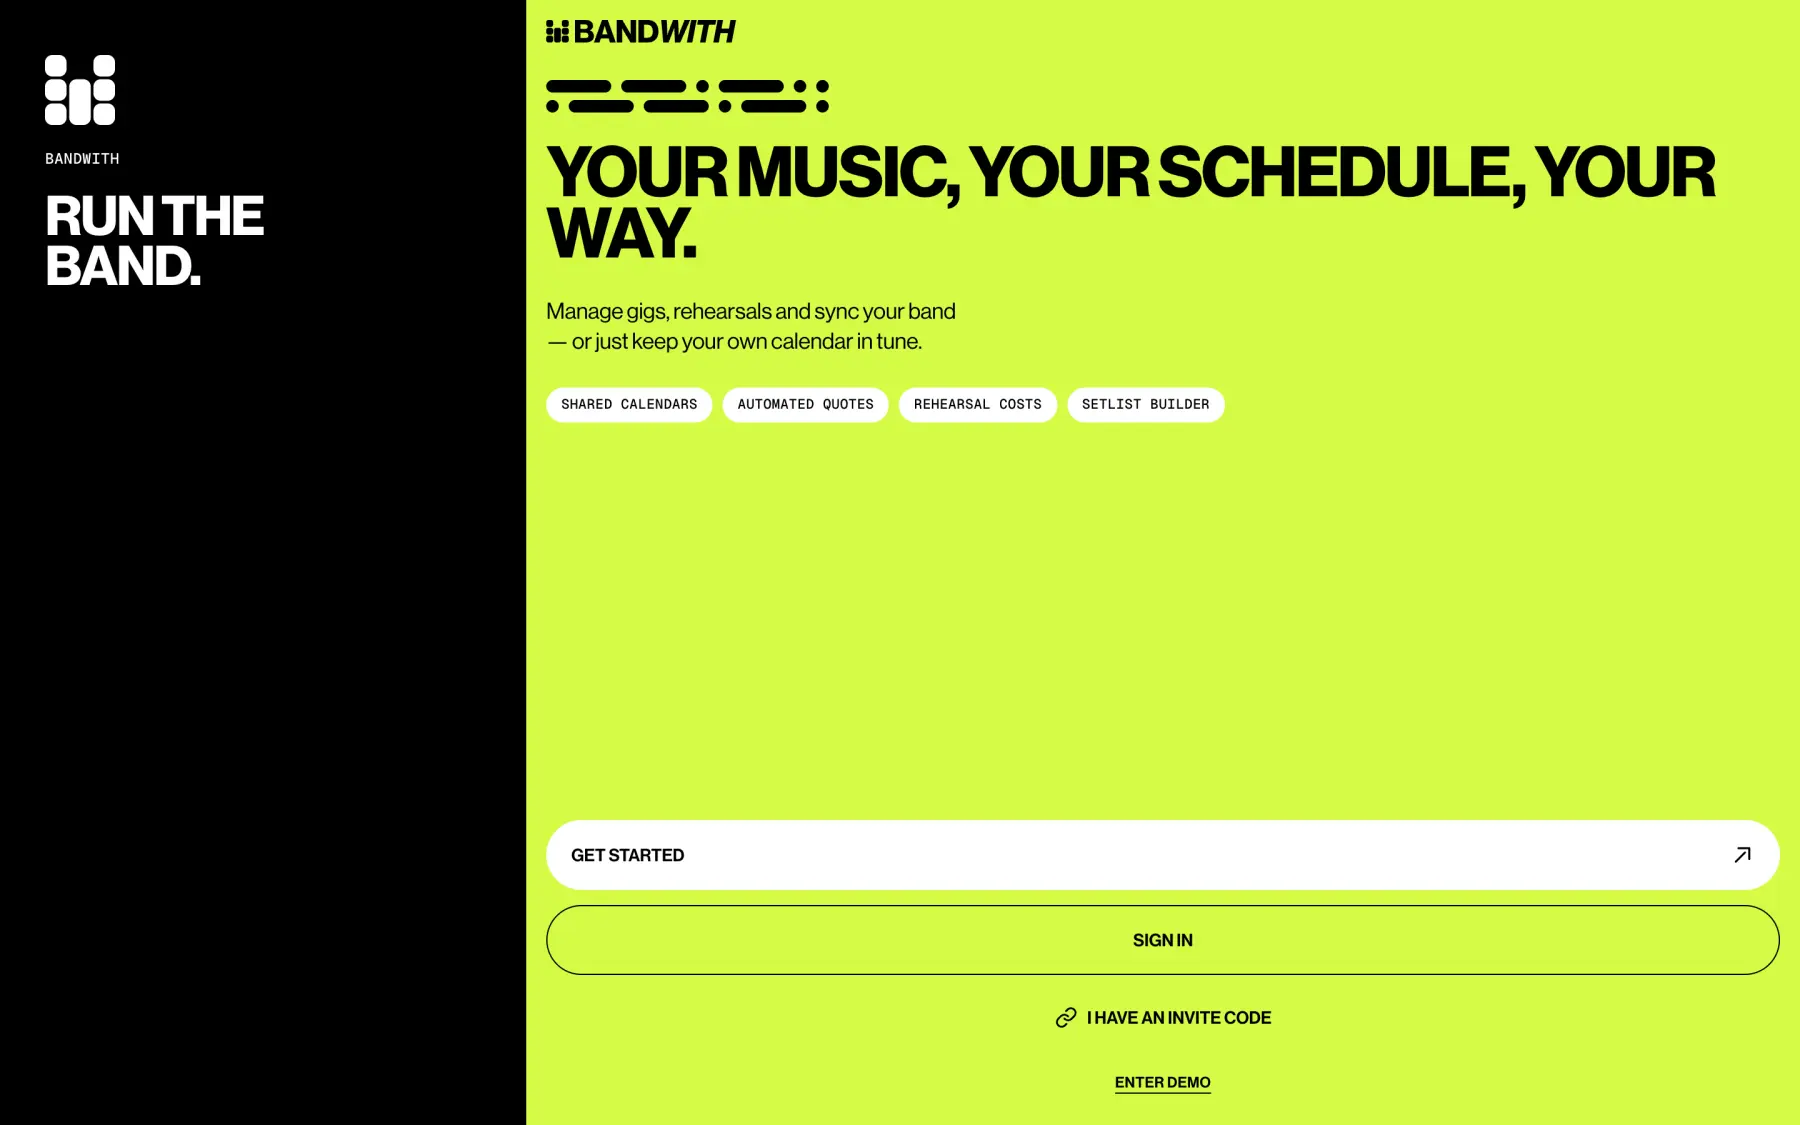 BANDWITH
RUN THE
BAND.
BANDWITH
YOUR MUSIC, YOUR SCHEDULE, YOUR
WAY.
Manage gigs, rehearsals and sync your band
— or just keep your own calendar in tune.
SHARED CALENDARS
AUTOMATED QUOTES
REHEARSAL COSTS
SETLIST BUILDER
GET STARTED
SIGN IN
I HAVE AN INVITE CODE
ENTER DEMO